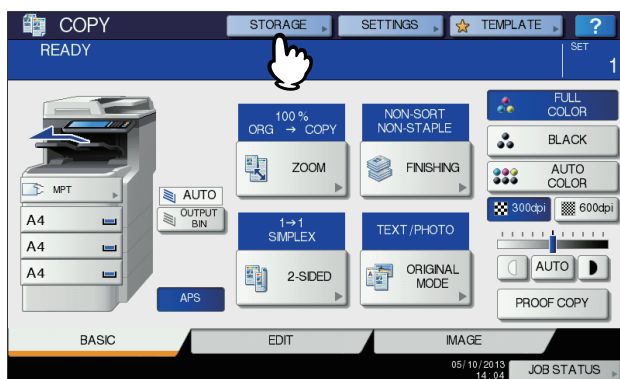 COPY
STORAGE
SETTINGS
TEMPLATE
?
READY
SET
1
100 %
ORG → COPY
ZOOM
NON-SORT
NON-STAPLE
FINISHING
FULL
COLOR
BLACK
AUTO
COLOR
300dpi
600dpi
MPT
A4
A4
A4
AUTO
OUTPUT
BIN
APS
1→1
SIMPLEX
2-SIDED
TEXT/PHOTO
ORIGINAL
MODE
AUTO
PROOF COPY
BASIC
EDIT
IMAGE
05/10/2013
14:04
JOB STATUS